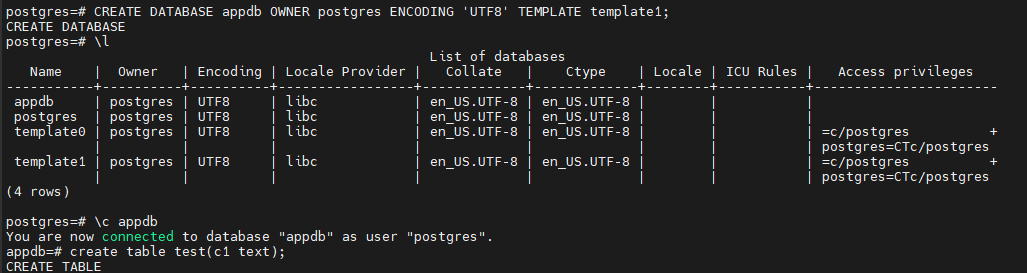 postgres=# CREATE DATABASE appdb OWNER postgres ENCODING 'UTF8' TEMPLATE template1;
CREATE DATABASE
postgres=# \l
                                                   List of databases
   Name    |  Owner   | Encoding | Locale Provider |   Collate   |    Ctype    | Locale | ICU Rules |   Access privileges
-----------+----------+----------+-----------------+-------------+-------------+--------+-----------+-----------------------
 appdb     | postgres | UTF8     | libc            | en_US.UTF-8 | en_US.UTF-8 |        |           |
 postgres  | postgres | UTF8     | libc            | en_US.UTF-8 | en_US.UTF-8 |        |           |
 template0 | postgres | UTF8     | libc            | en_US.UTF-8 | en_US.UTF-8 |        |           | =c/postgres          +
           |          |          |                 |             |             |        |           | postgres=CTc/postgres
 template1 | postgres | UTF8     | libc            | en_US.UTF-8 | en_US.UTF-8 |        |           | =c/postgres          +
           |          |          |                 |             |             |        |           | postgres=CTc/postgres
(4 rows)
postgres=# \c appdb
You are now connected to database "appdb" as user "postgres".
appdb=# create table test(c1 text);
CREATE TABLE